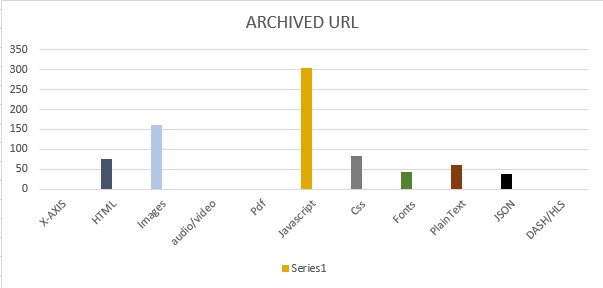 ARCHIVED URL
350
300
250
200
150
100
50
0
X-AXIS
HTML
Images
audio/video
Pdf
Javascript
Css
Fonts
PlainText
JSON
DASH/HLS
Series1